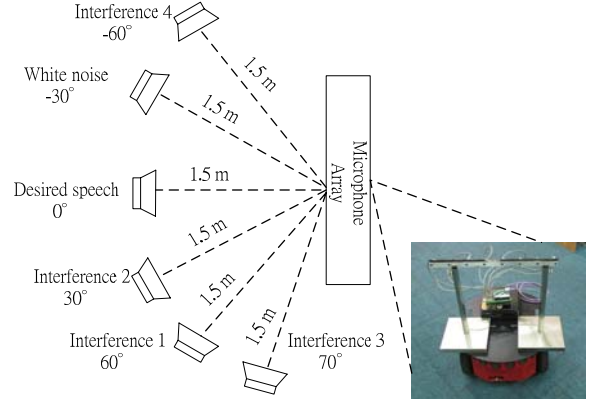 Interference 4
-60°
1.5 m
White noise
-30°
1.5 m
Desired speech
0°
1.5 m
Microphone
Array
1.5 m
Interference 2
30°
1.5 m
Interference 1
60°
1.5 m
Interference 3
70°